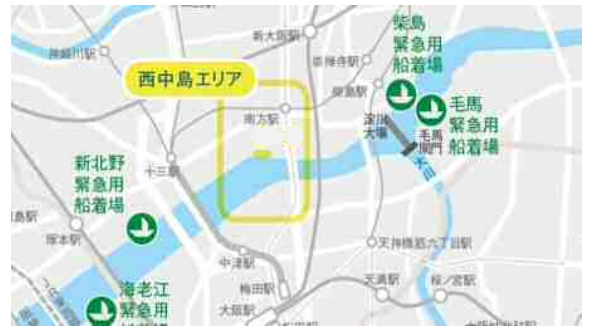 新大阪駅
柴島
緊急用
船着場
神崎川駅
崇禅寺駅
西中島エリア
柴島駅
毛馬
緊急用
船着場
南方駅
淀川
大堰
毛馬
閘門
大川
十三駅
新北野
緊急用
船着場
塚本駅
天神橋筋六丁目駅
中津駅
梅田駅
天満駅
桜ノ宮駅
大阪駅
海老江
緊急用